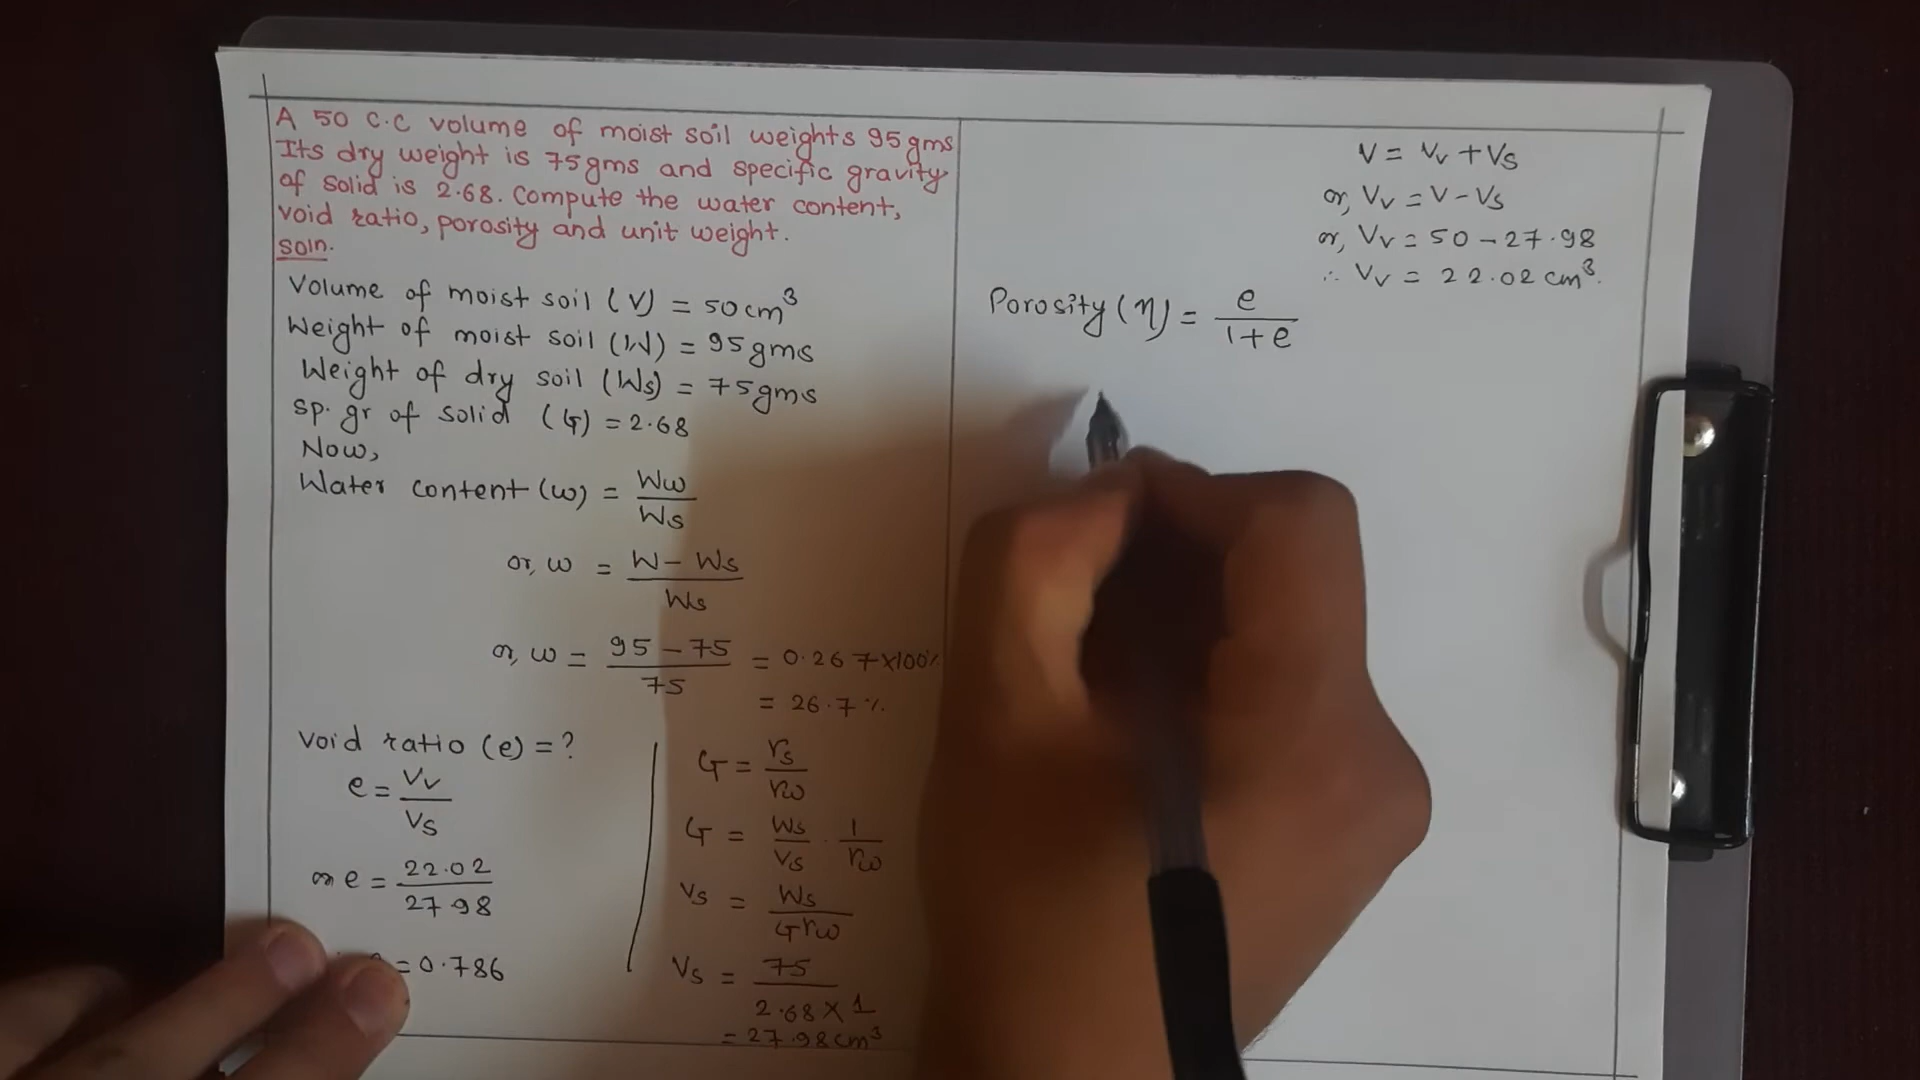 A 50 c.c volume of moist soil weights 95gms
Its dry weight is 75gms and specific gravity
of solid is 2.68. Compute the water content,
void ratio, porosity and unit weight.
soln.
Volume of moist soil (V) = 50cm³
Weight of moist soil (W) = 95gms
Weight of dry soil (Ws) = 75gms
sp. gr of solid (G) = 2.68
Now,
Water content (w) = Ww/Ws
or, w = W - Ws/Ws
or, w = 95 - 75/75 = 0.267×100%
= 26.7%
void ratio (e) = ?
e = Vv/Vs
or e = 22.02/27.98
= 0.786
G = rs/rw
G = Ws/Vs . 1/rw
Vs = Ws/Grw
Vs = 75/2.68 × 1
= 27.98cm³
V = Vv + Vs
or, Vv = V - Vs
or, Vv = 50 - 27.98
∴ Vv = 22.02 cm³.
Porosity (η) = e/1+e